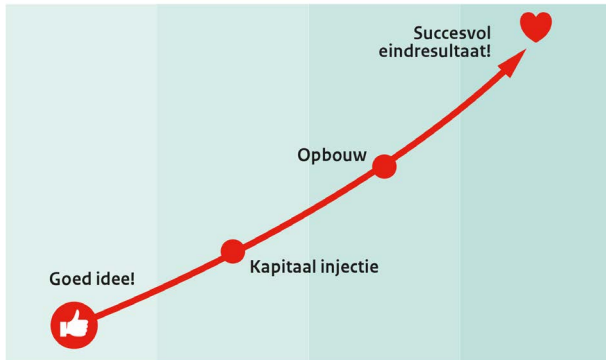 Succesvol
eindresultaat!
Opbouw
Kapitaal injectie
Goed idee!